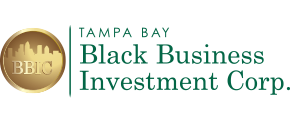 BBIC
TAMPA BAY
Black Business
Investment Corp.